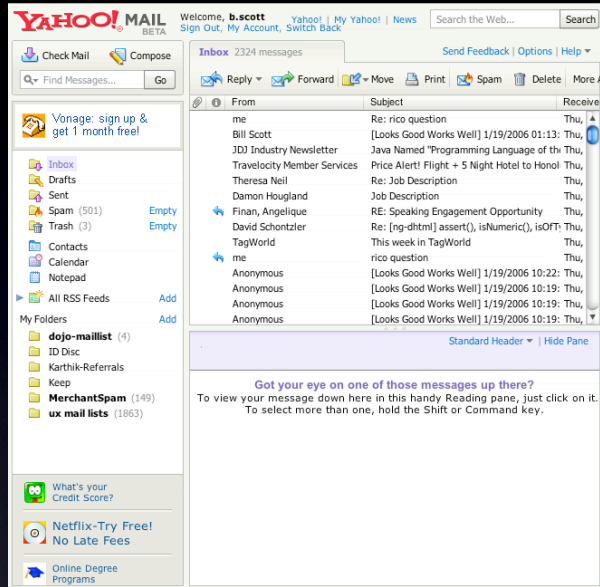 YAHOO! MAIL
BETA
Welcome, b.scott
Yahoo! | My Yahoo! | News
Sign Out, My Account, Switch Back
Search the Web...
Search
Check Mail
Compose
Find Messages...
Go
Vonage: sign up &
get 1 month free!
Inbox
Drafts
Sent
Spam (501) Empty
Trash (3) Empty
Contacts
Calendar
Notepad
All RSS Feeds Add
My Folders Add
dojo-maillist (4)
ID Disc
Karthik-Referrals
Keep
MerchantSpam (149)
ux mail lists (1863)
What's your
Credit Score?
Netflix-Try Free!
No Late Fees
Online Degree
Programs
Inbox 2324 messages
Send Feedback | Options | Help
Reply Forward Move Print Spam Delete More A
From Subject Receive
me Re: rico question Thu,
Bill Scott [Looks Good Works Well] 1/19/2006 01:13: Thu,
JDJ Industry Newsletter Java Named "Programming Language of the Thu,
Travelocity Member Services Price Alert! Flight + 5 Night Hotel to Honol Thu,
Theresa Neil Re: Job Description Thu,
Damon Hougland Job Description Thu,
Finan, Angelique RE: Speaking Engagement Opportunity Thu,
David Schontzler Re: [ng-dhtml] assert(), isNumeric(), isOfTy Thu,
TagWorld This week in TagWorld Thu,
me rico question Thu,
Anonymous [Looks Good Works Well] 1/19/2006 10:22: Thu,
Anonymous [Looks Good Works Well] 1/19/2006 10:19: Thu,
Anonymous [Looks Good Works Well] 1/19/2006 10:19: Thu,
Anonymous [Looks Good Works Well] 1/19/2006 10:19: Thu,
Standard Header | Hide Pane
Got your eye on one of those messages up there?
To view your message down here in this handy Reading pane, just click on it.
To select more than one, hold the Shift or Command key.